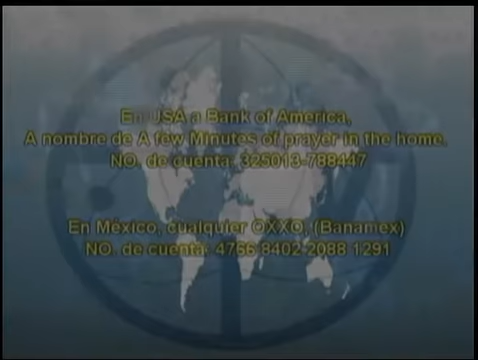 En USA a Bank of America,
A nombre de A few Minutes of prayer in the home.
NO. de cuenta: 325013-788447
En México, cualquier OXXO, (Banamex)
NO. de cuenta: 4766 8402 2088 1291